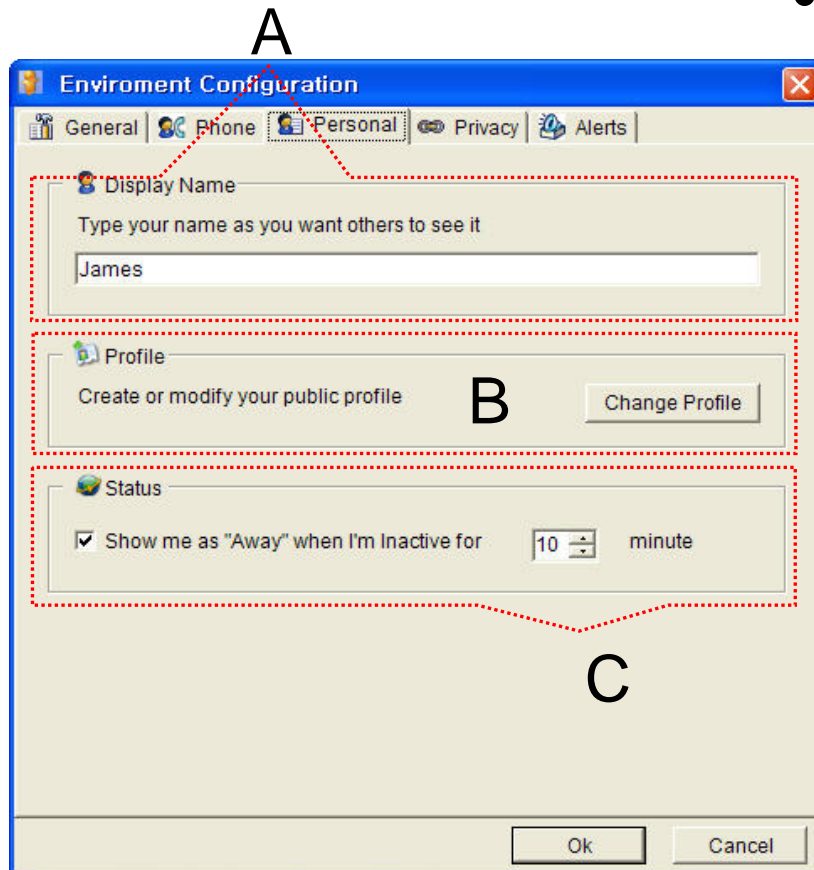 A
Enviroment Configuration
General Phone Personal Privacy Alerts
Display Name
Type your name as you want others to see it
James
Profile
Create or modify your public profile
B
Change Profile
Status
Show me as "Away" when I'm Inactive for 10 minute
C
Ok Cancel